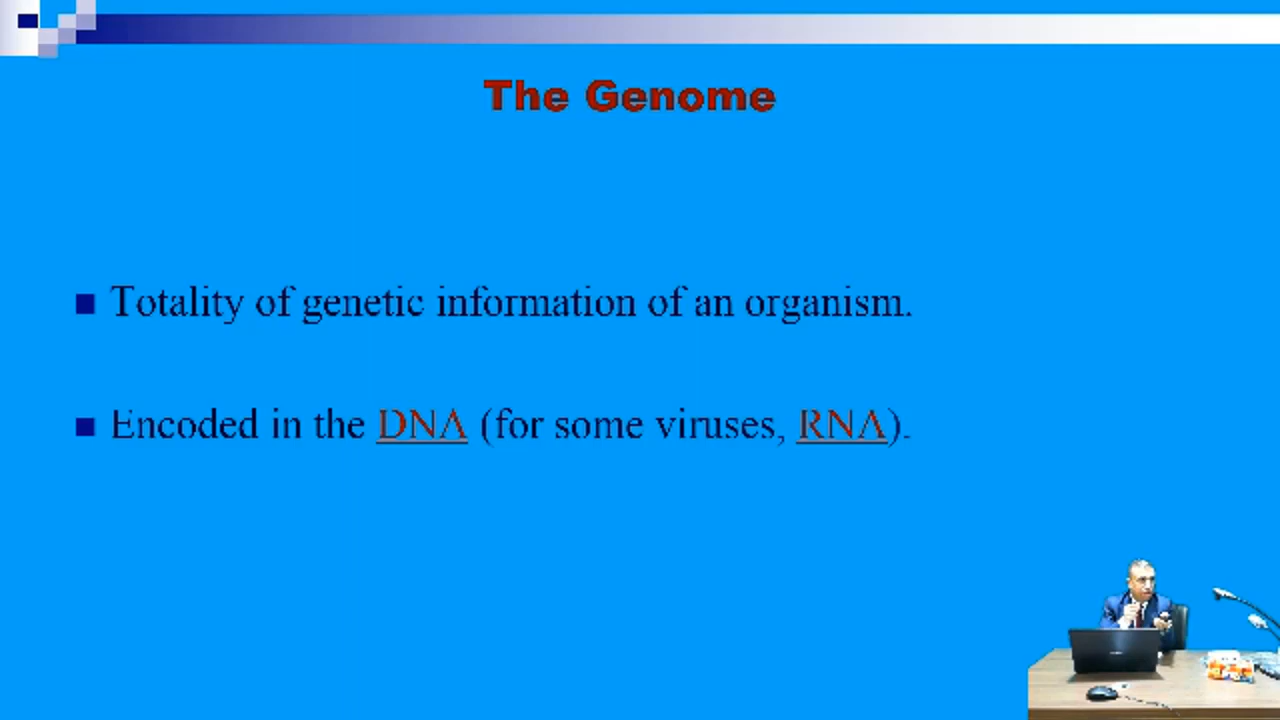 The Genome
Totality of genetic information of an organism.
Encoded in the DNA (for some viruses, RNA).